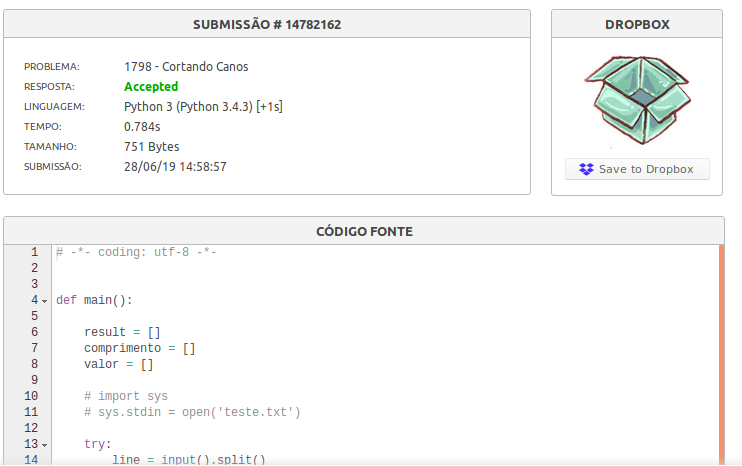 SUBMISSÃO # 14782162
PROBLEMA: 1798 - Cortando Canos
RESPOSTA: Accepted
LINGUAGEM: Python 3 (Python 3.4.3) [+1s]
TEMPO: 0.784s
TAMANHO: 751 Bytes
SUBMISSÃO: 28/06/19 14:58:57
DROPBOX
Save to Dropbox
CÓDIGO FONTE
1 # -*- coding: utf-8 -*-
2
3
4 def main():
5
6 result = []
7 comprimento = []
8 valor = []
9
10 # import sys
11 # sys.stdin = open('teste.txt')
12
13 try:
14 line = input().split()